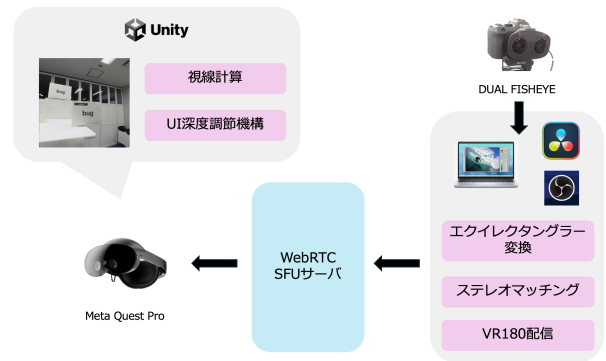 Unity
視線計算
UI深度調節機構
bug
bug
DUAL FISHEYE
エクイレクタングラー
変換
ステレオマッチング
VR180配信
WebRTC
SFUサーバ
Meta Quest Pro